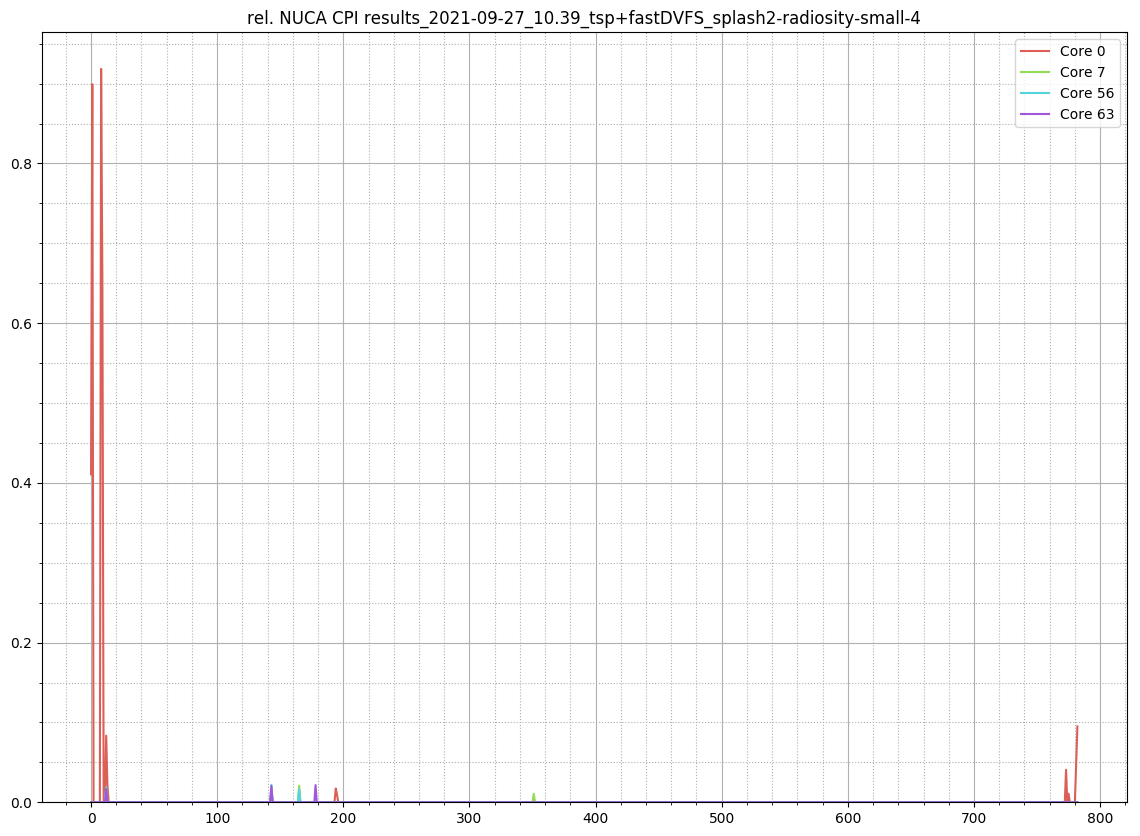 rel. NUCA CPI results_2021-09-27_10.39_tsp+fastDVFS_splash2-radiosity-small-4
Core 0
Core 7
Core 56
Core 63
0.8
0.6
0.4
0.2
0.0
0 100 200 300 400 500 600 700 800